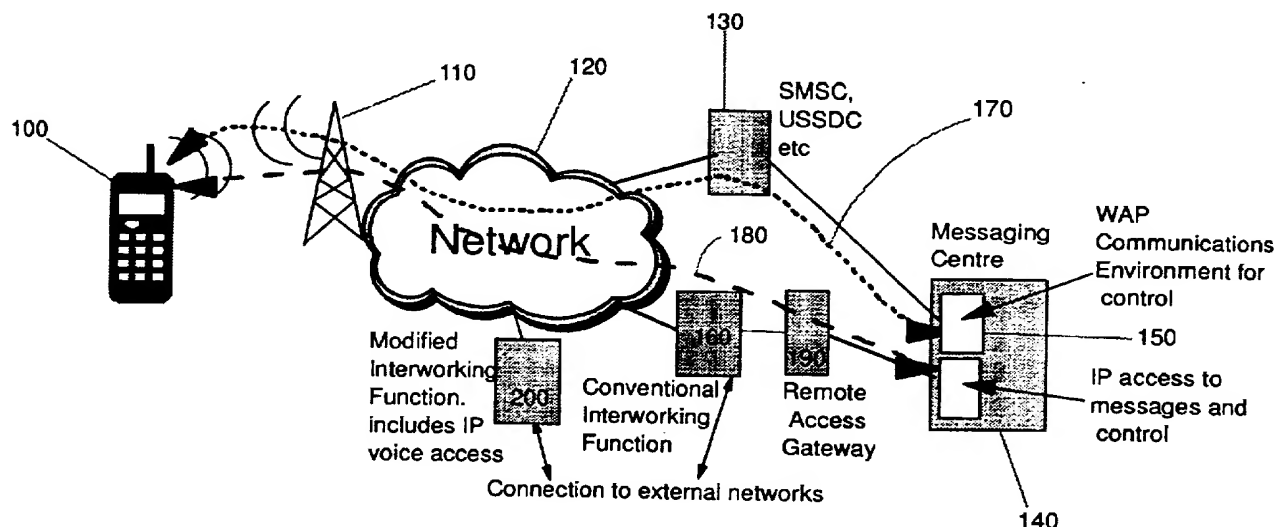 130
120
110
SMSC,
USSDC
etc
170
100
WAP
Communications
Environment for
control
Messaging
Centre
Network
180
150
160
190
200
Modified
Interworking
Function.
includes IP
voice access
Conventional
Interworking
Function
Remote
Access
Gateway
IP access to
messages and
control
Connection to external networks
140